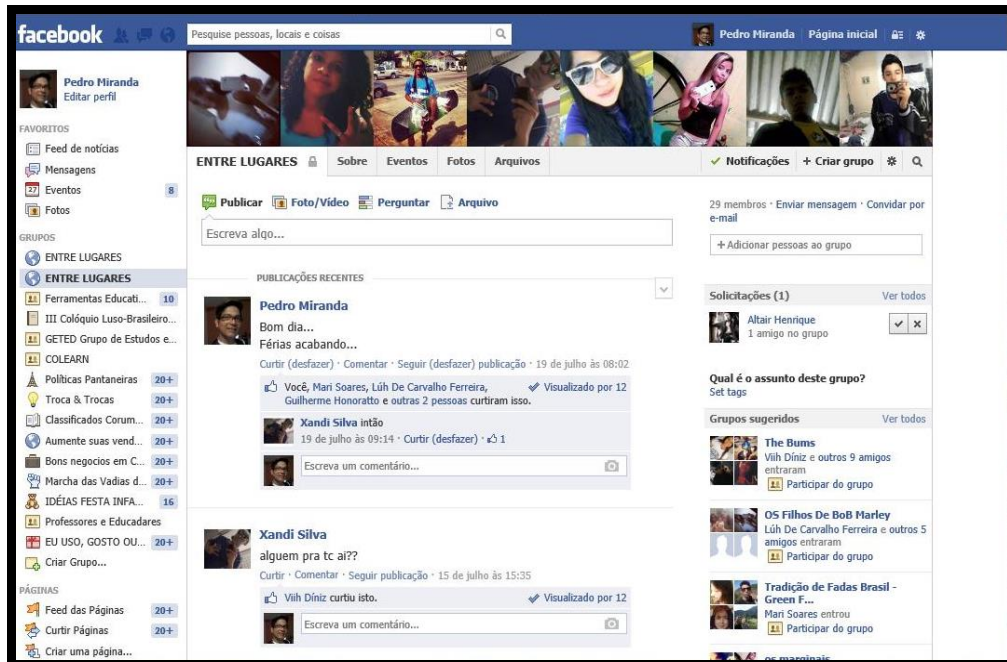 facebook
Pesquise pessoas, locais e coisas
Pedro Miranda Página inicial
Pedro Miranda
Editar perfil
FAVORITOS
Feed de notícias
Mensagens
27 Eventos 8
Fotos
GRUPOS
ENTRE LUGARES
ENTRE LUGARES
Ferramentas Educati... 10
III Colóquio Luso-Brasileiro...
GETED Grupo de Estudos e...
COLEARN
Políticas Pantaneiras 20+
Troca & Trocas 20+
Classificados Corum... 20+
Aumente suas vend... 20+
Bons negocios em C... 20+
Marcha das Vadias d... 20+
IDÉIAS FESTA INFA... 16
Professores e Educadares
EU USO, GOSTO OU... 20+
Criar Grupo...
PÁGINAS
Feed das Páginas 20+
Curtir Páginas 20+
Criar uma página...
ENTRE LUGARES Sobre Eventos Fotos Arquivos
Notificações + Criar grupo
Publicar Foto/Vídeo Perguntar Arquivo
Escreva algo...
PUBLICAÇÕES RECENTES
Pedro Miranda
Bom dia...
Férias acabando...
Curtir (desfazer) · Comentar · Seguir (desfazer) publicação · 19 de julho às 08:02
Você, Mari Soares, Lúh De Carvalho Ferreira, Visualizado por 12
Guilherme Honoratto e outras 2 pessoas curtiram isso.
Xandi Silva intão
19 de julho às 09:14 · Curtir (desfazer) · 1
Escreva um comentário...
Xandi Silva
alguem pra tc ai??
Curtir · Comentar · Seguir publicação · 15 de julho às 15:35
Viih Díniz curtiu isto. Visualizado por 12
Escreva um comentário...
29 membros · Enviar mensagem · Convidar por
e-mail
+ Adicionar pessoas ao grupo
Solicitações (1) Ver todos
Altair Henrique
1 amigo no grupo
Qual é o assunto deste grupo?
Set tags
Grupos sugeridos Ver todos
The Bums
Viih Díniz e outros 9 amigos
entraram
Participar do grupo
OS Filhos De BoB Marley
Lúh De Carvalho Ferreira e outros 5
amigos entraram
Participar do grupo
Tradição de Fadas Brasil -
Green F...
Mari Soares entrou
Participar do grupo
os marginais